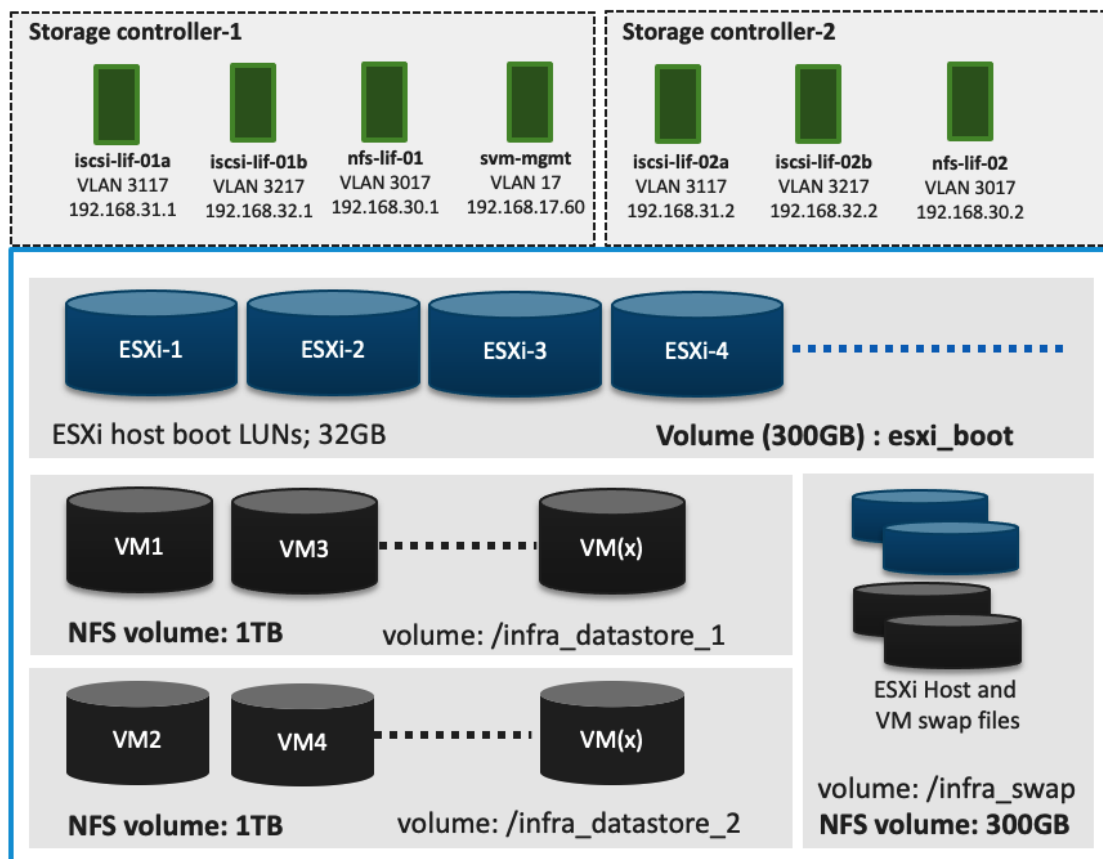 Storage controller-1
iscsi-lif-01a
VLAN 3117
192.168.31.1
iscsi-lif-01b
VLAN 3217
192.168.32.1
nfs-lif-01
VLAN 3017
192.168.30.1
svm-mgmt
VLAN 17
192.168.17.60
Storage controller-2
iscsi-lif-02a
VLAN 3117
192.168.31.2
iscsi-lif-02b
VLAN 3217
192.168.32.2
nfs-lif-02
VLAN 3017
192.168.30.2
ESXi-1
ESXi-2
ESXi-3
ESXi-4
ESXi host boot LUNs; 32GB
Volume (300GB) : esxi_boot
VM1
VM3
VM(x)
NFS volume: 1TB
volume: /infra_datastore_1
VM2
VM4
VM(x)
NFS volume: 1TB
volume: /infra_datastore_2
ESXi Host and
VM swap files
volume: /infra_swap
NFS volume: 300GB